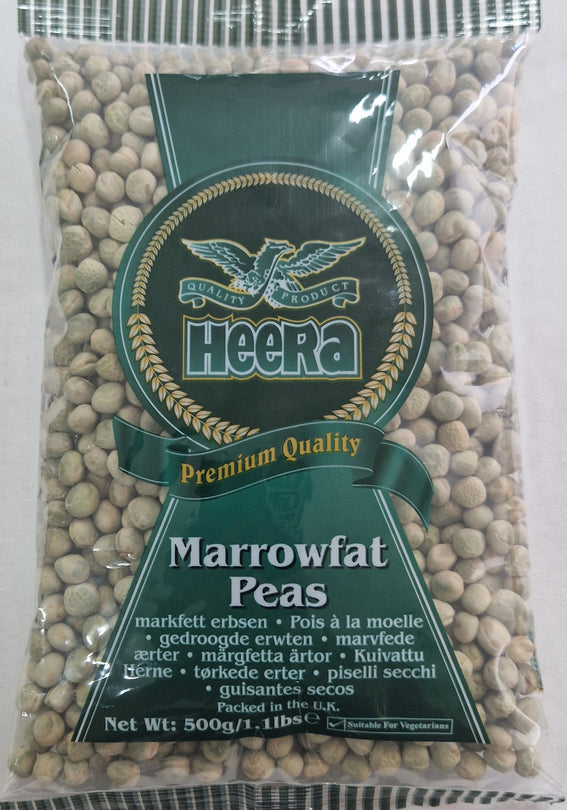 QUALITY PRODUCT
HEERA
Premium Quality
Marrowfat
Peas
markfett erbsen • Pois à la moelle
• gedroogde erwten • marvfede
ærter • märgfetta ärtor • Kuivattu
Herne • tørkede erter • piselli secchi
• guisantes secos
Packed in the U.K.
Net Wt: 500g/1.1lbs ℮ Suitable For Vegetarians